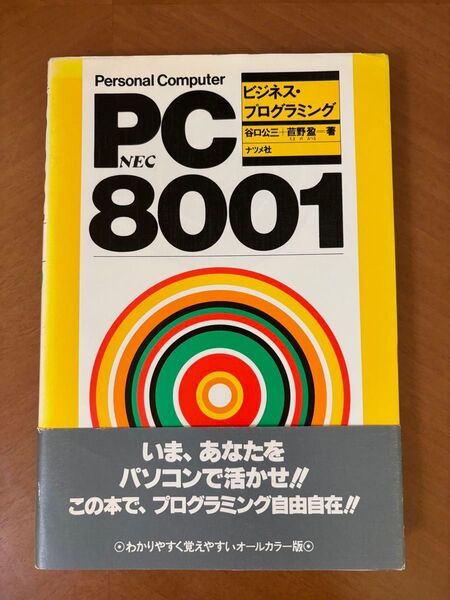 Personal Computer
PC
NEC
8001
ビジネス・
プログラミング
谷口公三+菅野盈一著
ナツメ社
いま、あなたを
パソコンで活かせ!!
この本で、プログラミング自由自在!!
◎わかりやすく覚えやすいオールカラー版◎